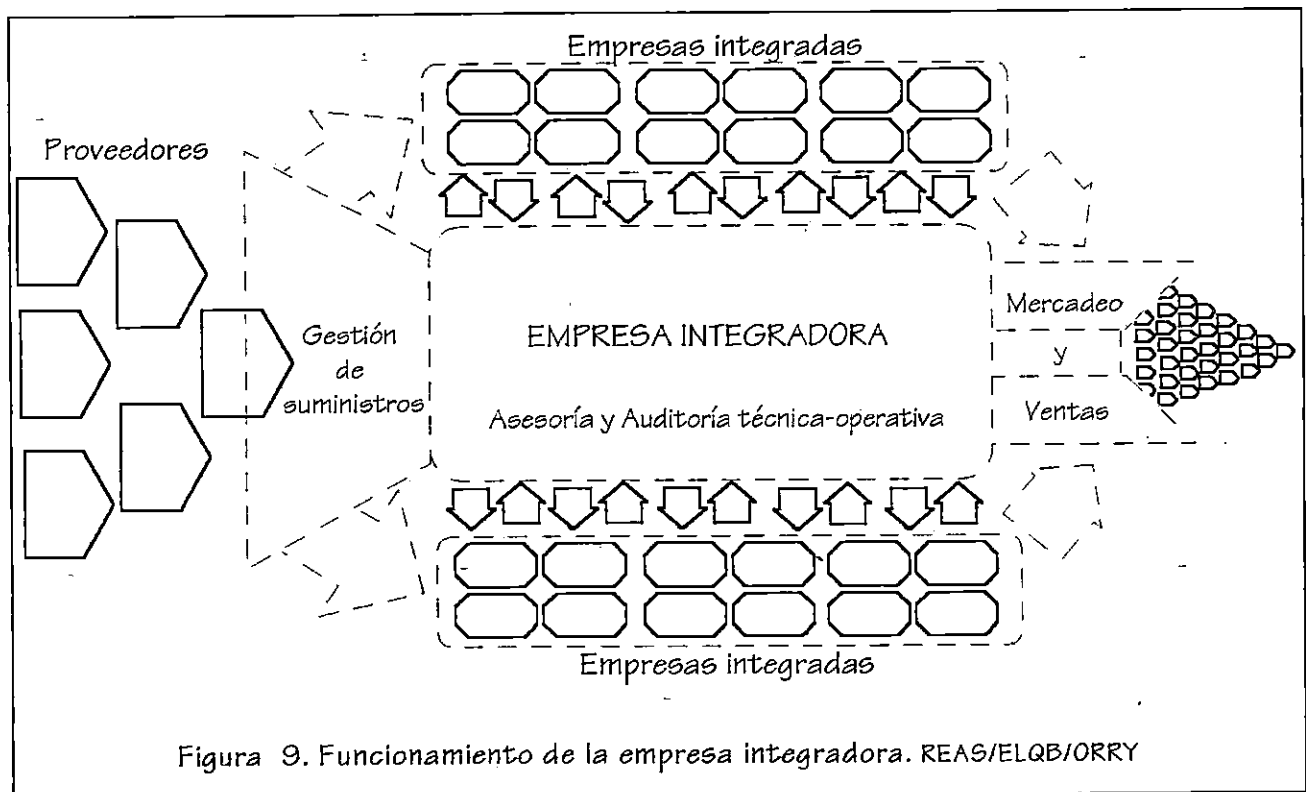 Empresas integradas
Proveedores
Gestión
de
suministros
EMPRESA INTEGRADORA
Asesoría y Auditoría técnica-operativa
Mercadeo
y
Ventas
Empresas integradas
Figura 9. Funcionamiento de la empresa integradora. REAS/ELQB/ORRY